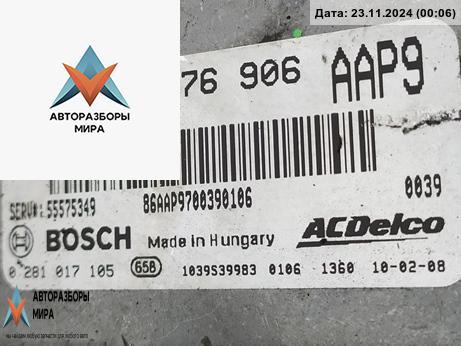 Дата: 23.11.2024 (00:06)
АВТОРАЗБОРЫ
МИРА
76 906 AAP9
SERV#: 55575349
86AAP9700390106
0039
BOSCH
Made in Hungary
ACDelco
0 281 017 105
658
1039S39983 0106 1360 10-02-08
АВТОРАЗБОРЫ
МИРА